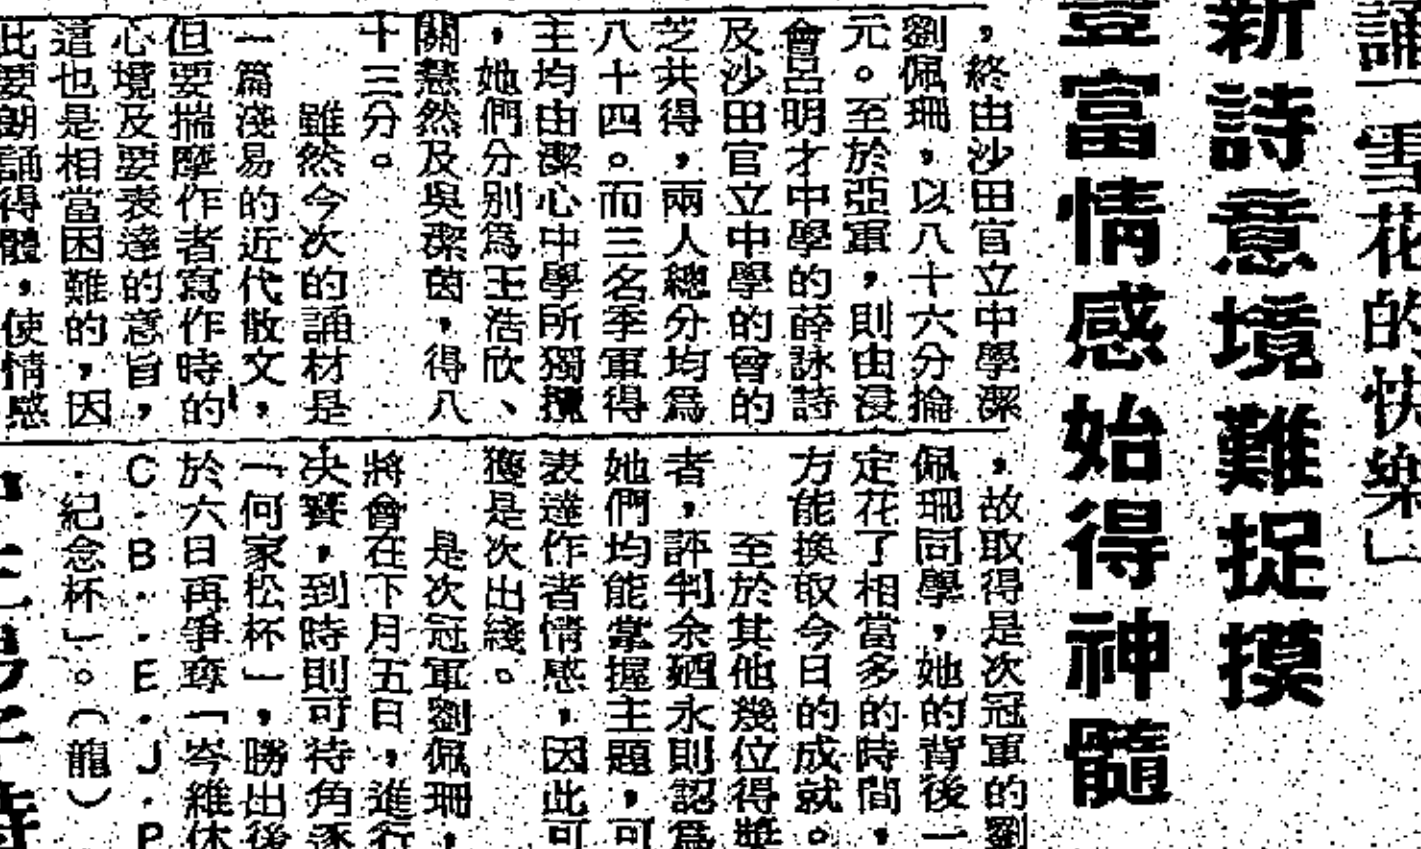 誦「雪花的快樂」
新詩意境難捉摸
豐富情感始得神髓
，終由沙田官立中學潔
劉佩珊，以八十六分掄
元。至於亞軍，則由浸
會呂明才中學的薛詠詩
及沙田官立中學的曾的
芝共得，兩人總分均為
八十四。而三名季軍得
主均由潔心中學所獨攬
，她們分別爲王浩欣、
關慧然及吳潔茵，得八
十三分。
雖然今次的誦材是
一篇淺易的近代散文，
但要揣摩作者寫作時的
心境及要表達的意旨，
這也是相當困難的，因
此要朗誦得體，使情感
，故取得是次冠軍的劉
佩珊同學，她的背後一
定花了相當多的時間，
方能換取今日的成就。
至於其他幾位得獎
者，評判余廼永則認爲
她們均能掌握主題，可
表達作者情感，因此可
獲是次出綫。
是次冠軍劉佩珊，
將會在下月五日，進行
決賽，到時則可待角逐
「何家松杯」，勝出後
於六日再爭奪「岑維休
C．B．．E．J．P
．紀念杯」。（龍）